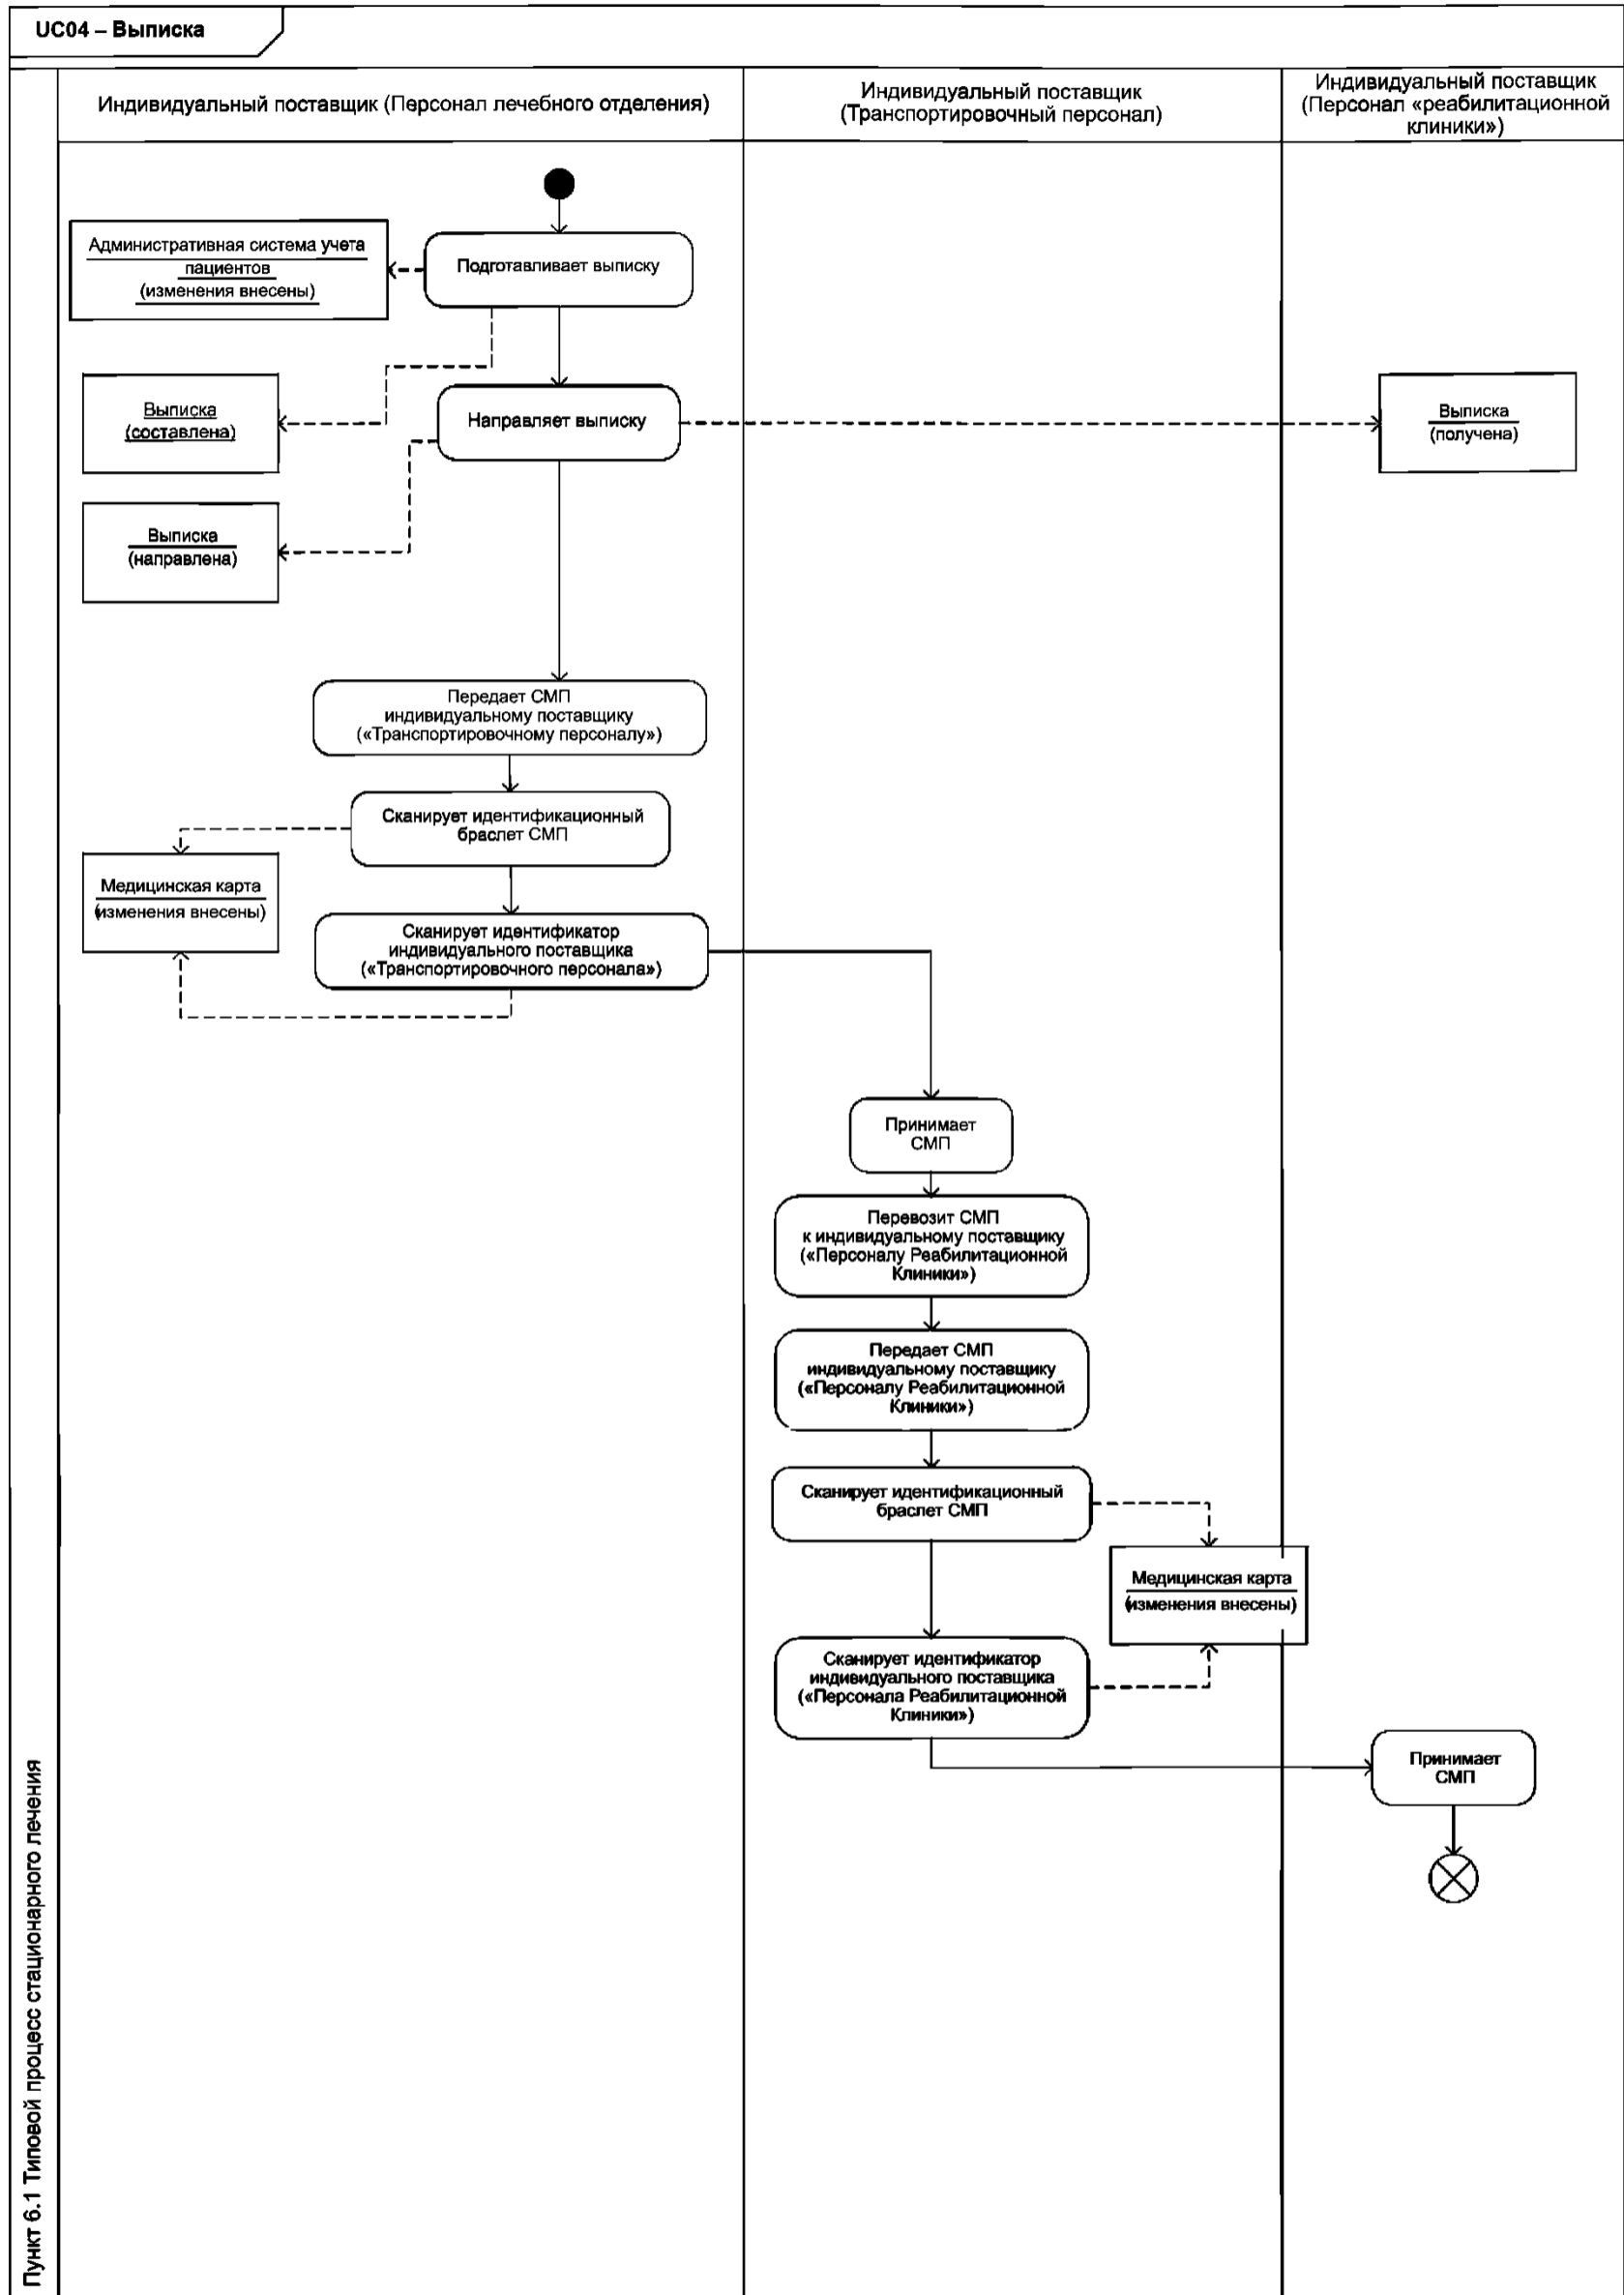 UC04 – Выписка
Индивидуальный поставщик (Персонал лечебного отделения)
Индивидуальный поставщик
(Транспортировочный персонал)
Индивидуальный поставщик
(Персонал «реабилитационной
клиники»)
Административная система учета
пациентов
(изменения внесены)
Подготавливает выписку
Выписка
(составлена)
Направляет выписку
Выписка
(получена)
Выписка
(направлена)
Передает СМП
индивидуальному поставщику
(«Транспортировочному персоналу»)
Сканирует идентификационный
браслет СМП
Медицинская карта
(изменения внесены)
Сканирует идентификатор
индивидуального поставщика
(«Транспортировочного персонала»)
Принимает
СМП
Перевозит СМП
к индивидуальному поставщику
(«Персоналу Реабилитационной
Клиники»)
Передает СМП
индивидуальному поставщику
(«Персоналу Реабилитационной
Клиники»)
Сканирует идентификационный
браслет СМП
Медицинская карта
(изменения внесены)
Сканирует идентификатор
индивидуального поставщика
(«Персонала Реабилитационной
Клиники»)
Принимает
СМП
Пункт 6.1 Типовой процесс стационарного лечения